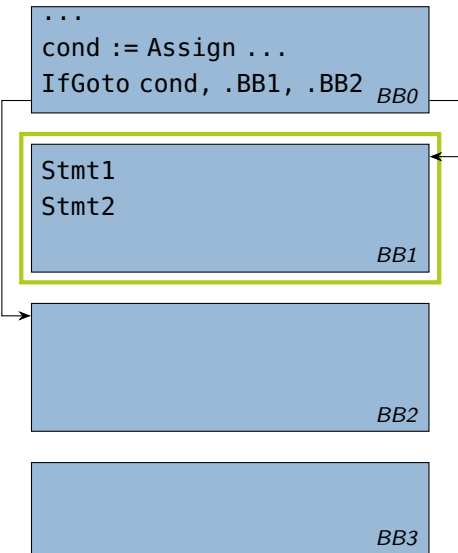 ...
cond := Assign ...
IfGoto cond, .BB1, .BB2
BB0
Stmt1
Stmt2
BB1
BB2
BB3